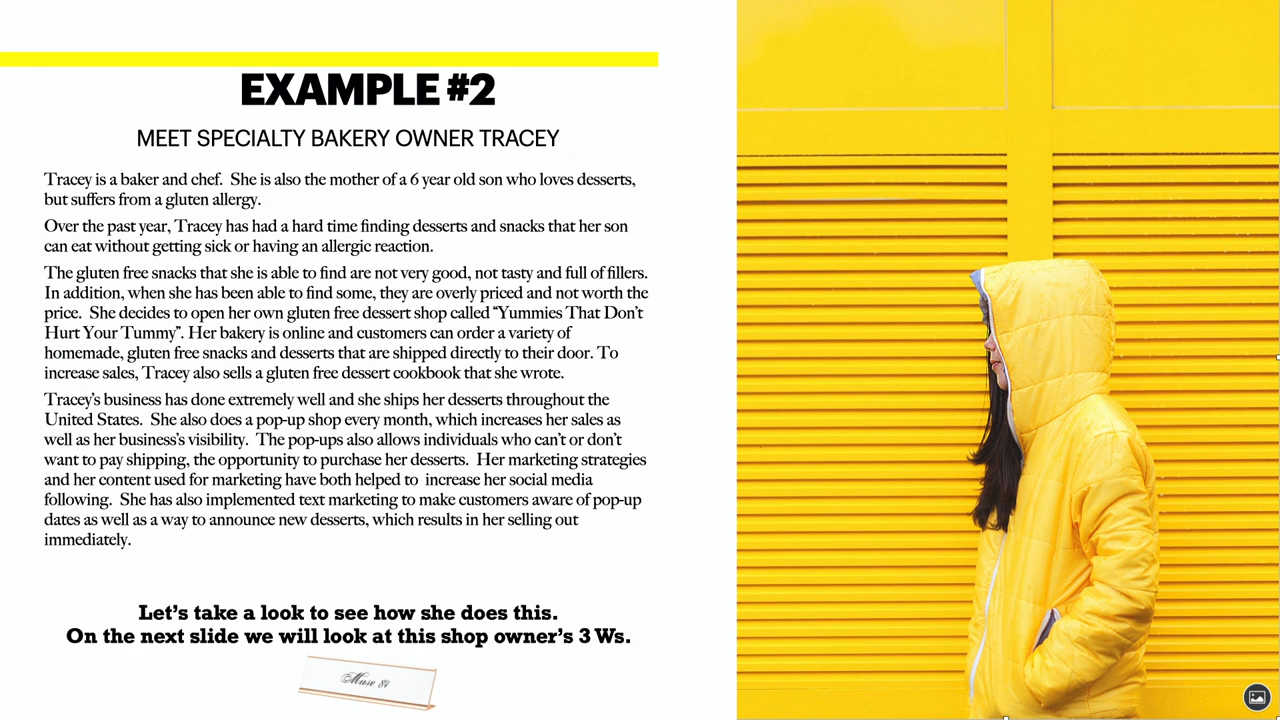 EXAMPLE #2
MEET SPECIALTY BAKERY OWNER TRACEY
Tracey is a baker and chef.  She is also the mother of a 6 year old son who loves desserts,
but suffers from a gluten allergy.
Over the past year, Tracey has had a hard time finding desserts and snacks that her son
can eat without getting sick or having an allergic reaction.
The gluten free snacks that she is able to find are not very good, not tasty and full of fillers.
In addition, when she has been able to find some, they are overly priced and not worth the
price.  She decides to open her own gluten free dessert shop called “Yummies That Don’t
Hurt Your Tummy”. Her bakery is online and customers can order a variety of
homemade, gluten free snacks and desserts that are shipped directly to their door. To
increase sales, Tracey also sells a gluten free dessert cookbook that she wrote.
Tracey’s business has done extremely well and she ships her desserts throughout the
United States.  She also does a pop-up shop every month, which increases her sales as
well as her business’s visibility.  The pop-ups also allows individuals who can’t or don’t
want to pay shipping, the opportunity to purchase her desserts.  Her marketing strategies
and her content used for marketing have both helped to  increase her social media
following.  She has also implemented text marketing to make customers aware of pop-up
dates as well as a way to announce new desserts, which results in her selling out
immediately.
Let’s take a look to see how she does this.
On the next slide we will look at this shop owner’s 3 Ws.
Muse 84